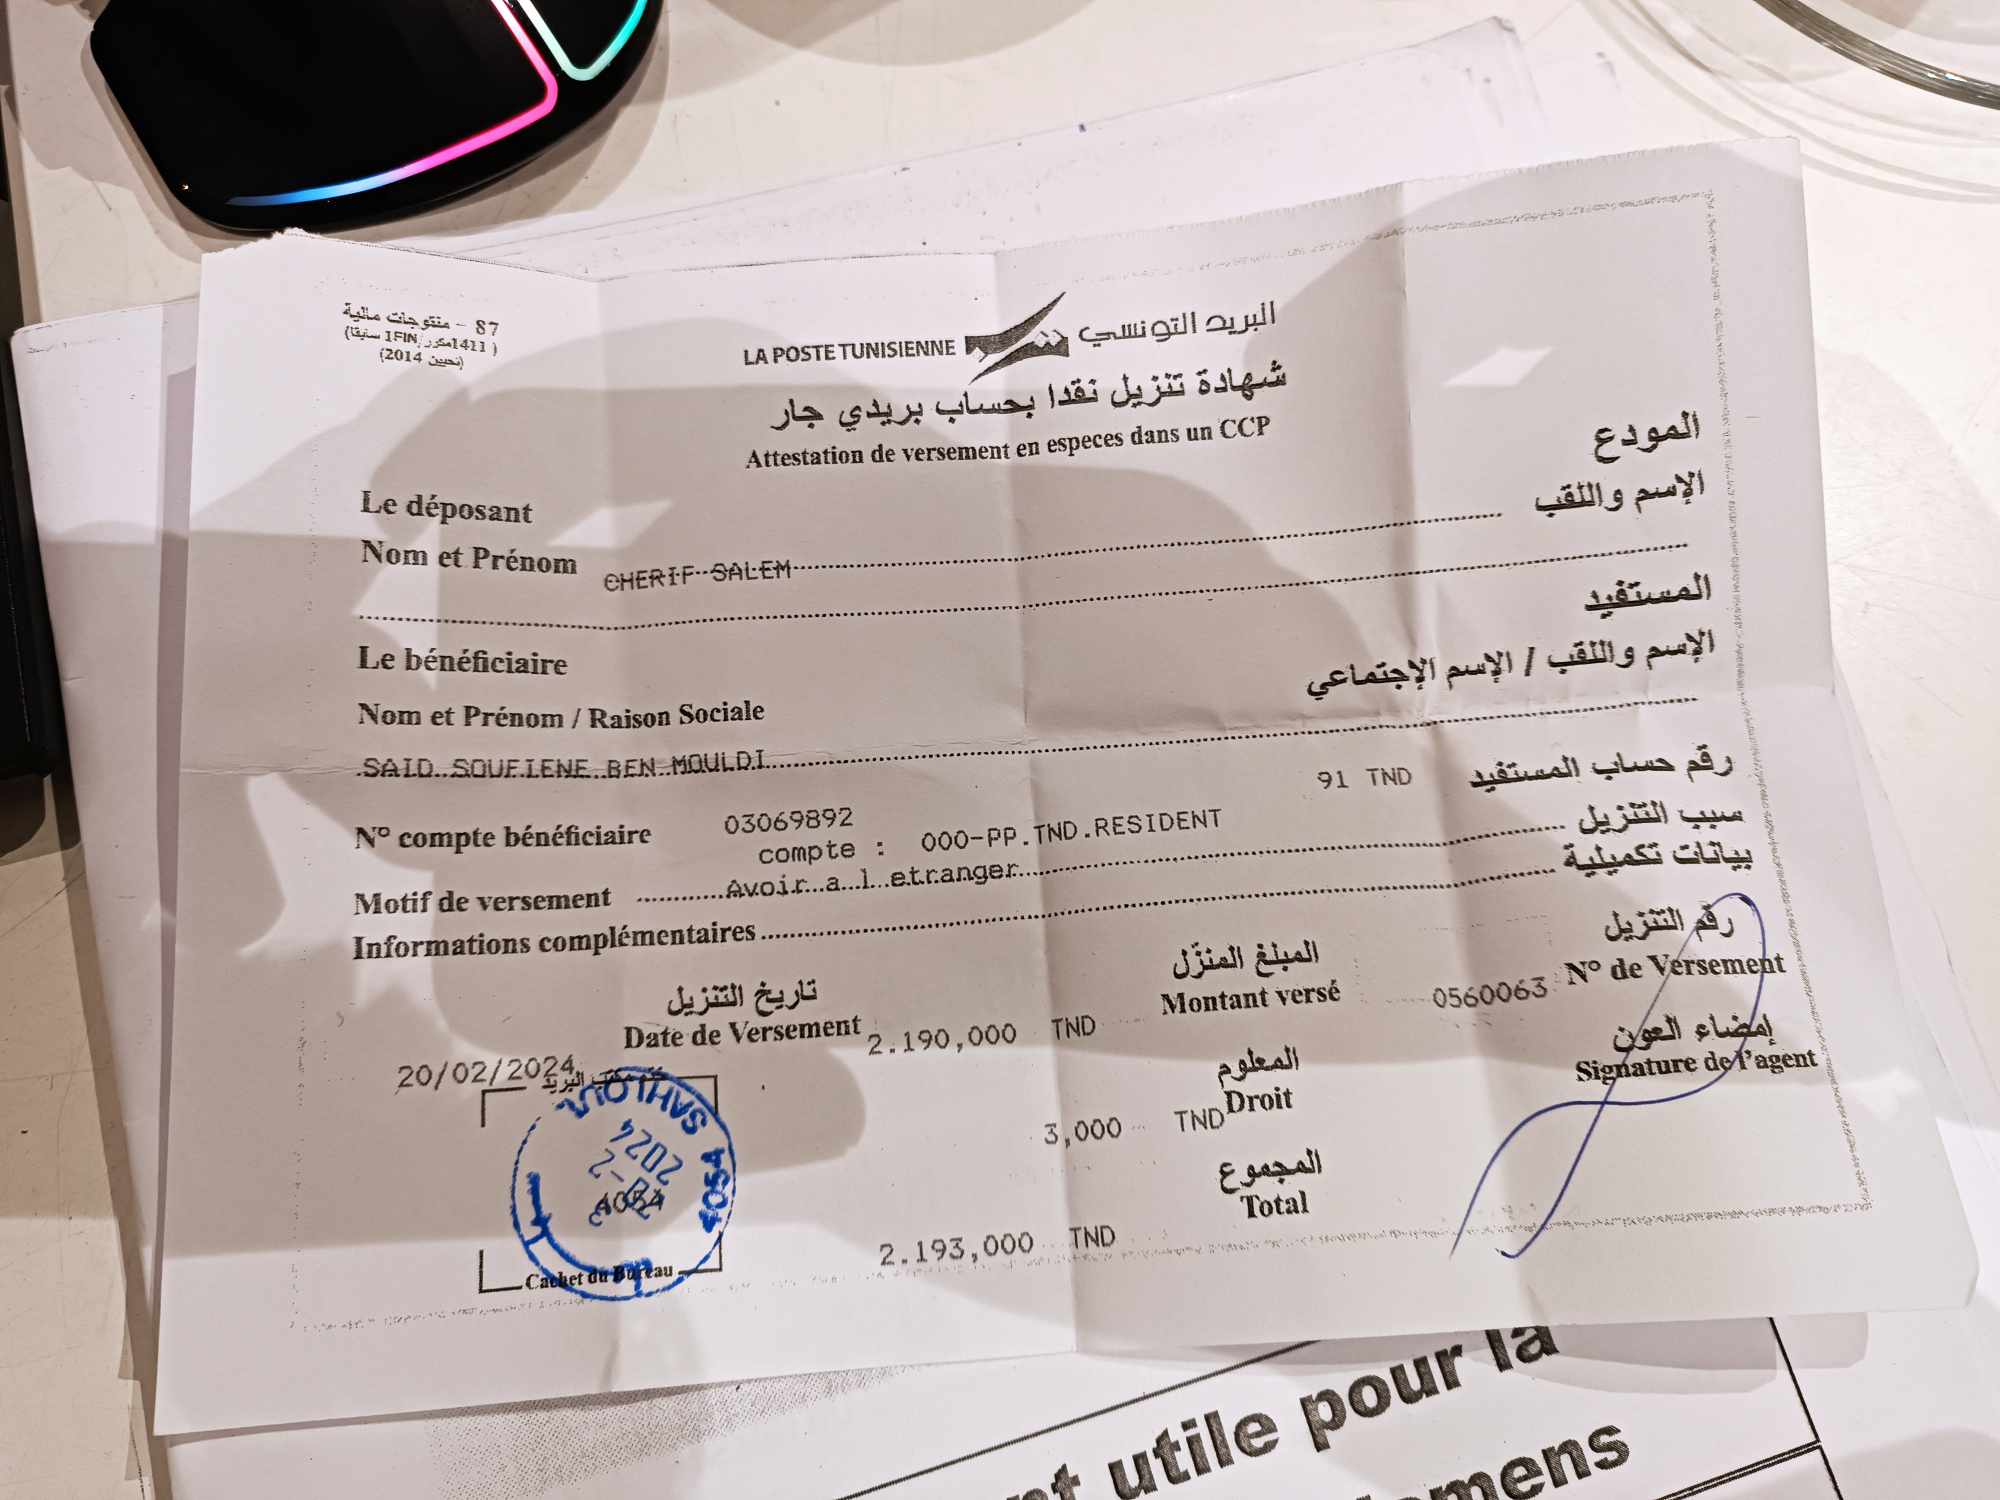 87 - منتوجات مالية
( 1411مكرر/1FIN سابقا)
(تحيين 2014)
LA POSTE TUNISIENNE البريد التونسي
شهادة تنزيل نقدا بحساب بريدي جار
Attestation de versement en especes dans un CCP
Le déposant المودع
Nom et Prénom CHERIF SALEM الإسم واللقب
Le bénéficiaire المستفيد
Nom et Prénom / Raison Sociale الإسم واللقب / الإسم الإجتماعي
SAID SOUFIENE BEN MOULDI
N° compte bénéficiaire 03069892 91 TND رقم حساب المستفيد
compte : 000-PP.TND.RESIDENT
Motif de versement Avoir a l etranger سبب التنزيل
Informations complémentaires بيانات تكميلية
تاريخ التنزيل المبلغ المنزّل رقم التنزيل
Date de Versement Montant versé N° de Versement
20/02/2024 2.190,000 TND 0560063
المعلوم إمضاء العون
Droit Signature de l'agent
3,000 TND
المجموع
Total
2.193,000 TND
ختم مكتب البريد
4054 SAHLOUL
2024
4054
Cachet du Bureau
utile pour la